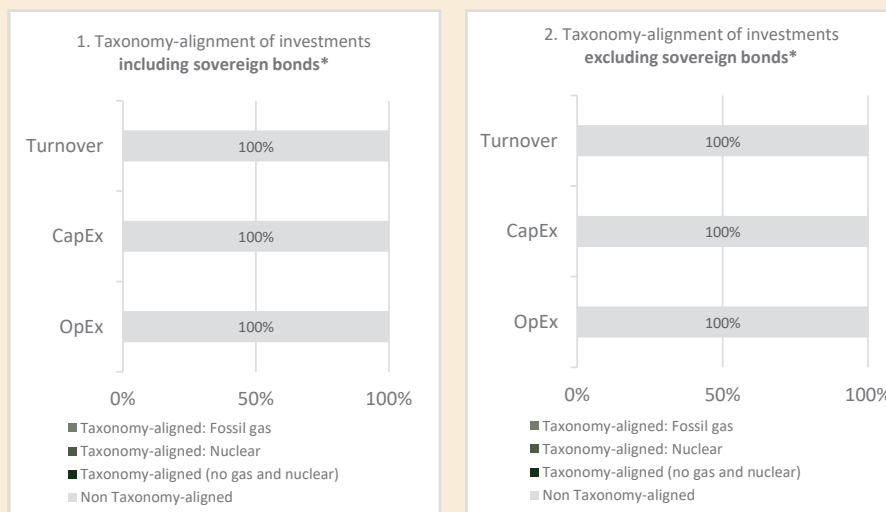 1. Taxonomy-alignment of investments
including sovereign bonds*
Turnover
100%
CapEx
100%
OpEx
100%
0%
50%
100%
Taxonomy-aligned: Fossil gas
Taxonomy-aligned: Nuclear
Taxonomy-aligned (no gas and nuclear)
Non Taxonomy-aligned
2. Taxonomy-alignment of investments
excluding sovereign bonds*
Turnover
100%
CapEx
100%
OpEx
100%
0%
50%
100%
Taxonomy-aligned: Fossil gas
Taxonomy-aligned: Nuclear
Taxonomy-aligned (no gas and nuclear)
Non Taxonomy-aligned